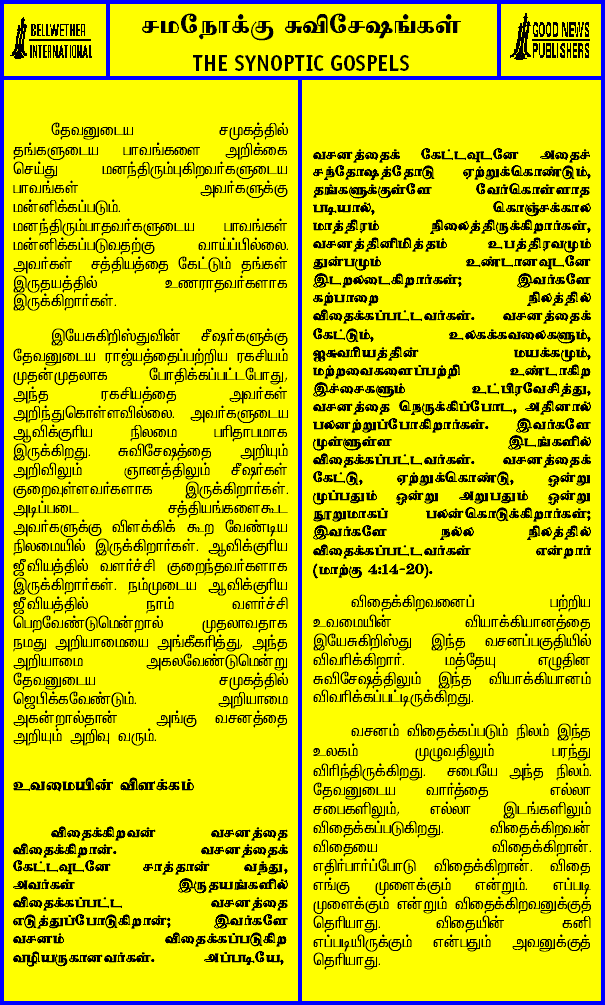 BELLWETHER
INTERNATIONAL
சமநோக்கு சுவிசேஷங்கள்
THE SYNOPTIC GOSPELS
GOOD NEWS
PUBLISHERS
தேவனுடைய சமுகத்தில்
தங்களுடைய பாவங்களை அறிக்கை
செய்து மனந்திரும்புகிறவர்களுடைய
பாவங்கள் அவர்களுக்கு
மன்னிக்கப்படும்.
மனந்திரும்பாதவர்களுடைய பாவங்கள்
மன்னிக்கப்படுவதற்கு வாய்ப்பில்லை.
அவர்கள் சத்தியத்தை கேட்டும் தங்கள்
இருதயத்தில் உணராதவர்களாக
இருக்கிறார்கள்.
இயேசுகிறிஸ்துவின் சீஷர்களுக்கு
தேவனுடைய ராஜ்யத்தைப்பற்றிய ரகசியம்
முதன்முதலாக போதிக்கப்பட்டபோது,
அந்த ரகசியத்தை அவர்கள்
அறிந்துகொள்ளவில்லை. அவர்களுடைய
ஆவிக்குரிய நிலமை பரிதாபமாக
இருக்கிறது. சுவிசேஷத்தை அறியும்
அறிவிலும் ஞானத்திலும் சீஷர்கள்
குறைவுள்ளவர்களாக இருக்கிறார்கள்.
அடிப்படை சத்தியங்களைகூட
அவர்களுக்கு விளக்கிக் கூற வேண்டிய
நிலமையில் இருக்கிறார்கள். ஆவிக்குரிய
ஜீவியத்தில் வளர்ச்சி குறைந்தவர்களாக
இருக்கிறார்கள். நம்முடைய ஆவிக்குரிய
ஜீவியத்தில் நாம் வளர்ச்சி
பெறவேண்டுமென்றால் முதலாவதாக
நமது அறியாமையை அங்கீகரித்து, அந்த
அறியாமை அகலவேண்டுமென்று
தேவனுடைய சமுகத்தில்
ஜெபிக்கவேண்டும். அறியாமை
அகன்றால்தான் அங்கு வசனத்தை
அறியும் அறிவு வரும்.
உவமையின் விளக்கம்
விதைக்கிறவன் வசனத்தை
விதைக்கிறான். வசனத்தைக்
கேட்டவுடனே சாத்தான் வந்து,
அவர்கள் இருதயங்களில்
விதைக்கப்பட்ட வசனத்தை
எடுத்துப்போடுகிறான்; இவர்களே
வசனம் விதைக்கப்படுகிற
வழியருகானவர்கள். அப்படியே,
வசனத்தைக் கேட்டவுடனே அதைச்
சந்தோஷத்தோடு ஏற்றுக்கொண்டும்,
தங்களுக்குள்ளே வேர்கொள்ளாத
படியால், கொஞ்சக்கால
மாத்திரம் நிலைத்திருக்கிறார்கள்,
வசனத்தினிமித்தம் உபத்திரவமும்
துன்பமும் உண்டானவுடனே
இடறலடைகிறார்கள்; இவர்களே
கற்பாறை நிலத்தில்
விதைக்கப்பட்டவர்கள். வசனத்தைக்
கேட்டும், உலகக்கவலைகளும்,
ஐசுவரியத்தின் மயக்கமும்,
மற்றவைகளைப்பற்றி உண்டாகிற
இச்சைகளும் உட்பிரவேசித்து,
வசனத்தை நெருக்கிப்போட, அதினால்
பலனற்றுப்போகிறார்கள். இவர்களே
முள்ளுள்ள இடங்களில்
விதைக்கப்பட்டவர்கள். வசனத்தைக்
கேட்டு, ஏற்றுக்கொண்டு, ஒன்று
முப்பதும் ஒன்று அறுபதும் ஒன்று
நூறுமாகப் பலன்கொடுக்கிறார்கள்;
இவர்களே நல்ல நிலத்தில்
விதைக்கப்பட்டவர்கள் என்றார்
(மாற்கு 4:14-20).
விதைக்கிறவனைப் பற்றிய
உவமையின் வியாக்கியானத்தை
இயேசுகிறிஸ்து இந்த வசனப்பகுதியில்
விவரிக்கிறார். மத்தேயு எழுதின
சுவிசேஷத்திலும் இந்த வியாக்கியானம்
விவரிக்கப்பட்டிருக்கிறது.
வசனம் விதைக்கப்படும் நிலம் இந்த
உலகம் முழுவதிலும் பரந்து
விரிந்திருக்கிறது. சபையே அந்த நிலம்.
தேவனுடைய வார்த்தை எல்லா
சபைகளிலும், எல்லா இடங்களிலும்
விதைக்கப்படுகிறது. விதைக்கிறவன்
விதையை விதைக்கிறான்.
எதிர்பார்ப்போடு விதைக்கிறான். விதை
எங்கு முளைக்கும் என்றும். எப்படி
முளைக்கும் என்றும் விதைக்கிறவனுக்குத்
தெரியாது. விதையின் கனி
எப்படியிருக்கும் என்பதும் அவனுக்குத்
தெரியாது.